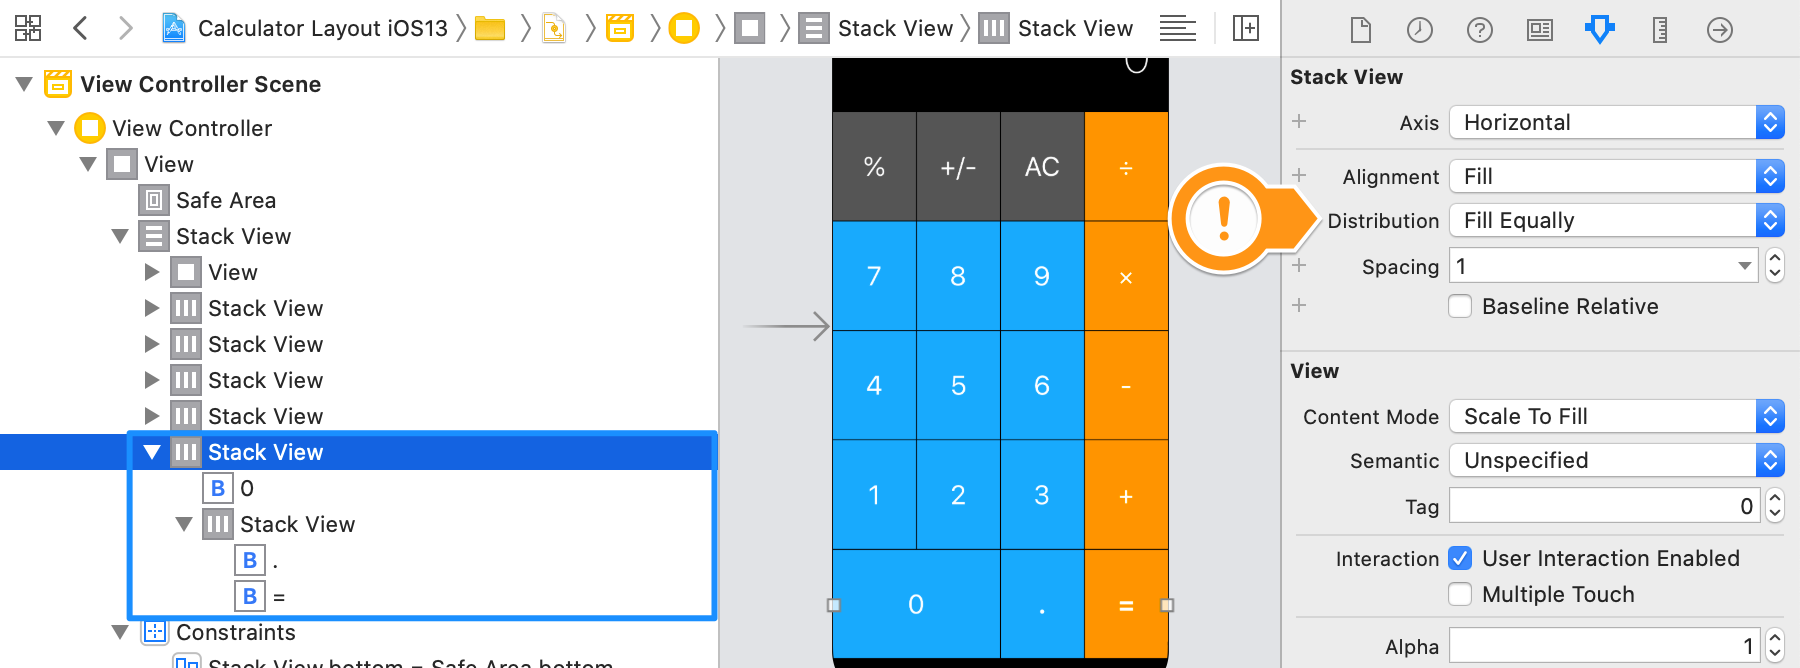 Calculator Layout iOS13 Stack View Stack View
View Controller Scene
View Controller
View
Safe Area
Stack View
View
Stack View
Stack View
Stack View
Stack View
Stack View
B 0
Stack View
B .
B =
Constraints
Stack View.bottom = Safe Area.bottom
0
% +/- AC ÷
7 8 9 ×
4 5 6 -
1 2 3 +
0 . =
!
Stack View
+ Axis Horizontal
+ Alignment Fill
Distribution Fill Equally
+ Spacing 1
+ Baseline Relative
View
Content Mode Scale To Fill
Semantic Unspecified
Tag 0
Interaction User Interaction Enabled
Multiple Touch
Alpha 1